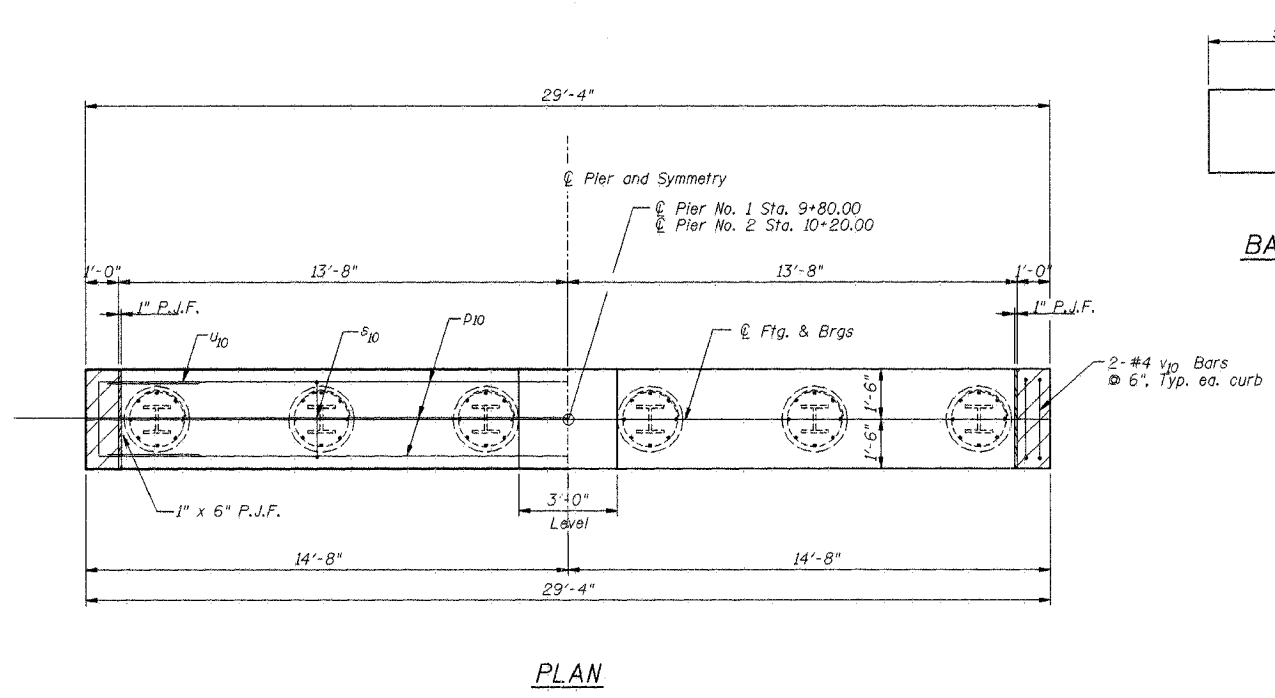 29'-4"
℄ Pier and Symmetry
℄ Pier No. 1 Sta. 9+80.00
℄ Pier No. 2 Sta. 10+20.00
BA
1'-0"
13'-8"
13'-8"
1'-0"
1" P.J.F.
1" P.J.F.
u10
s10
p10
℄ Ftg. & Brgs
2-#4 v10 Bars
@ 6", Typ. ea. curb
1'-6"
1'-6"
1" x 6" P.J.F.
3'-0"
Level
14'-8"
14'-8"
29'-4"
PLAN